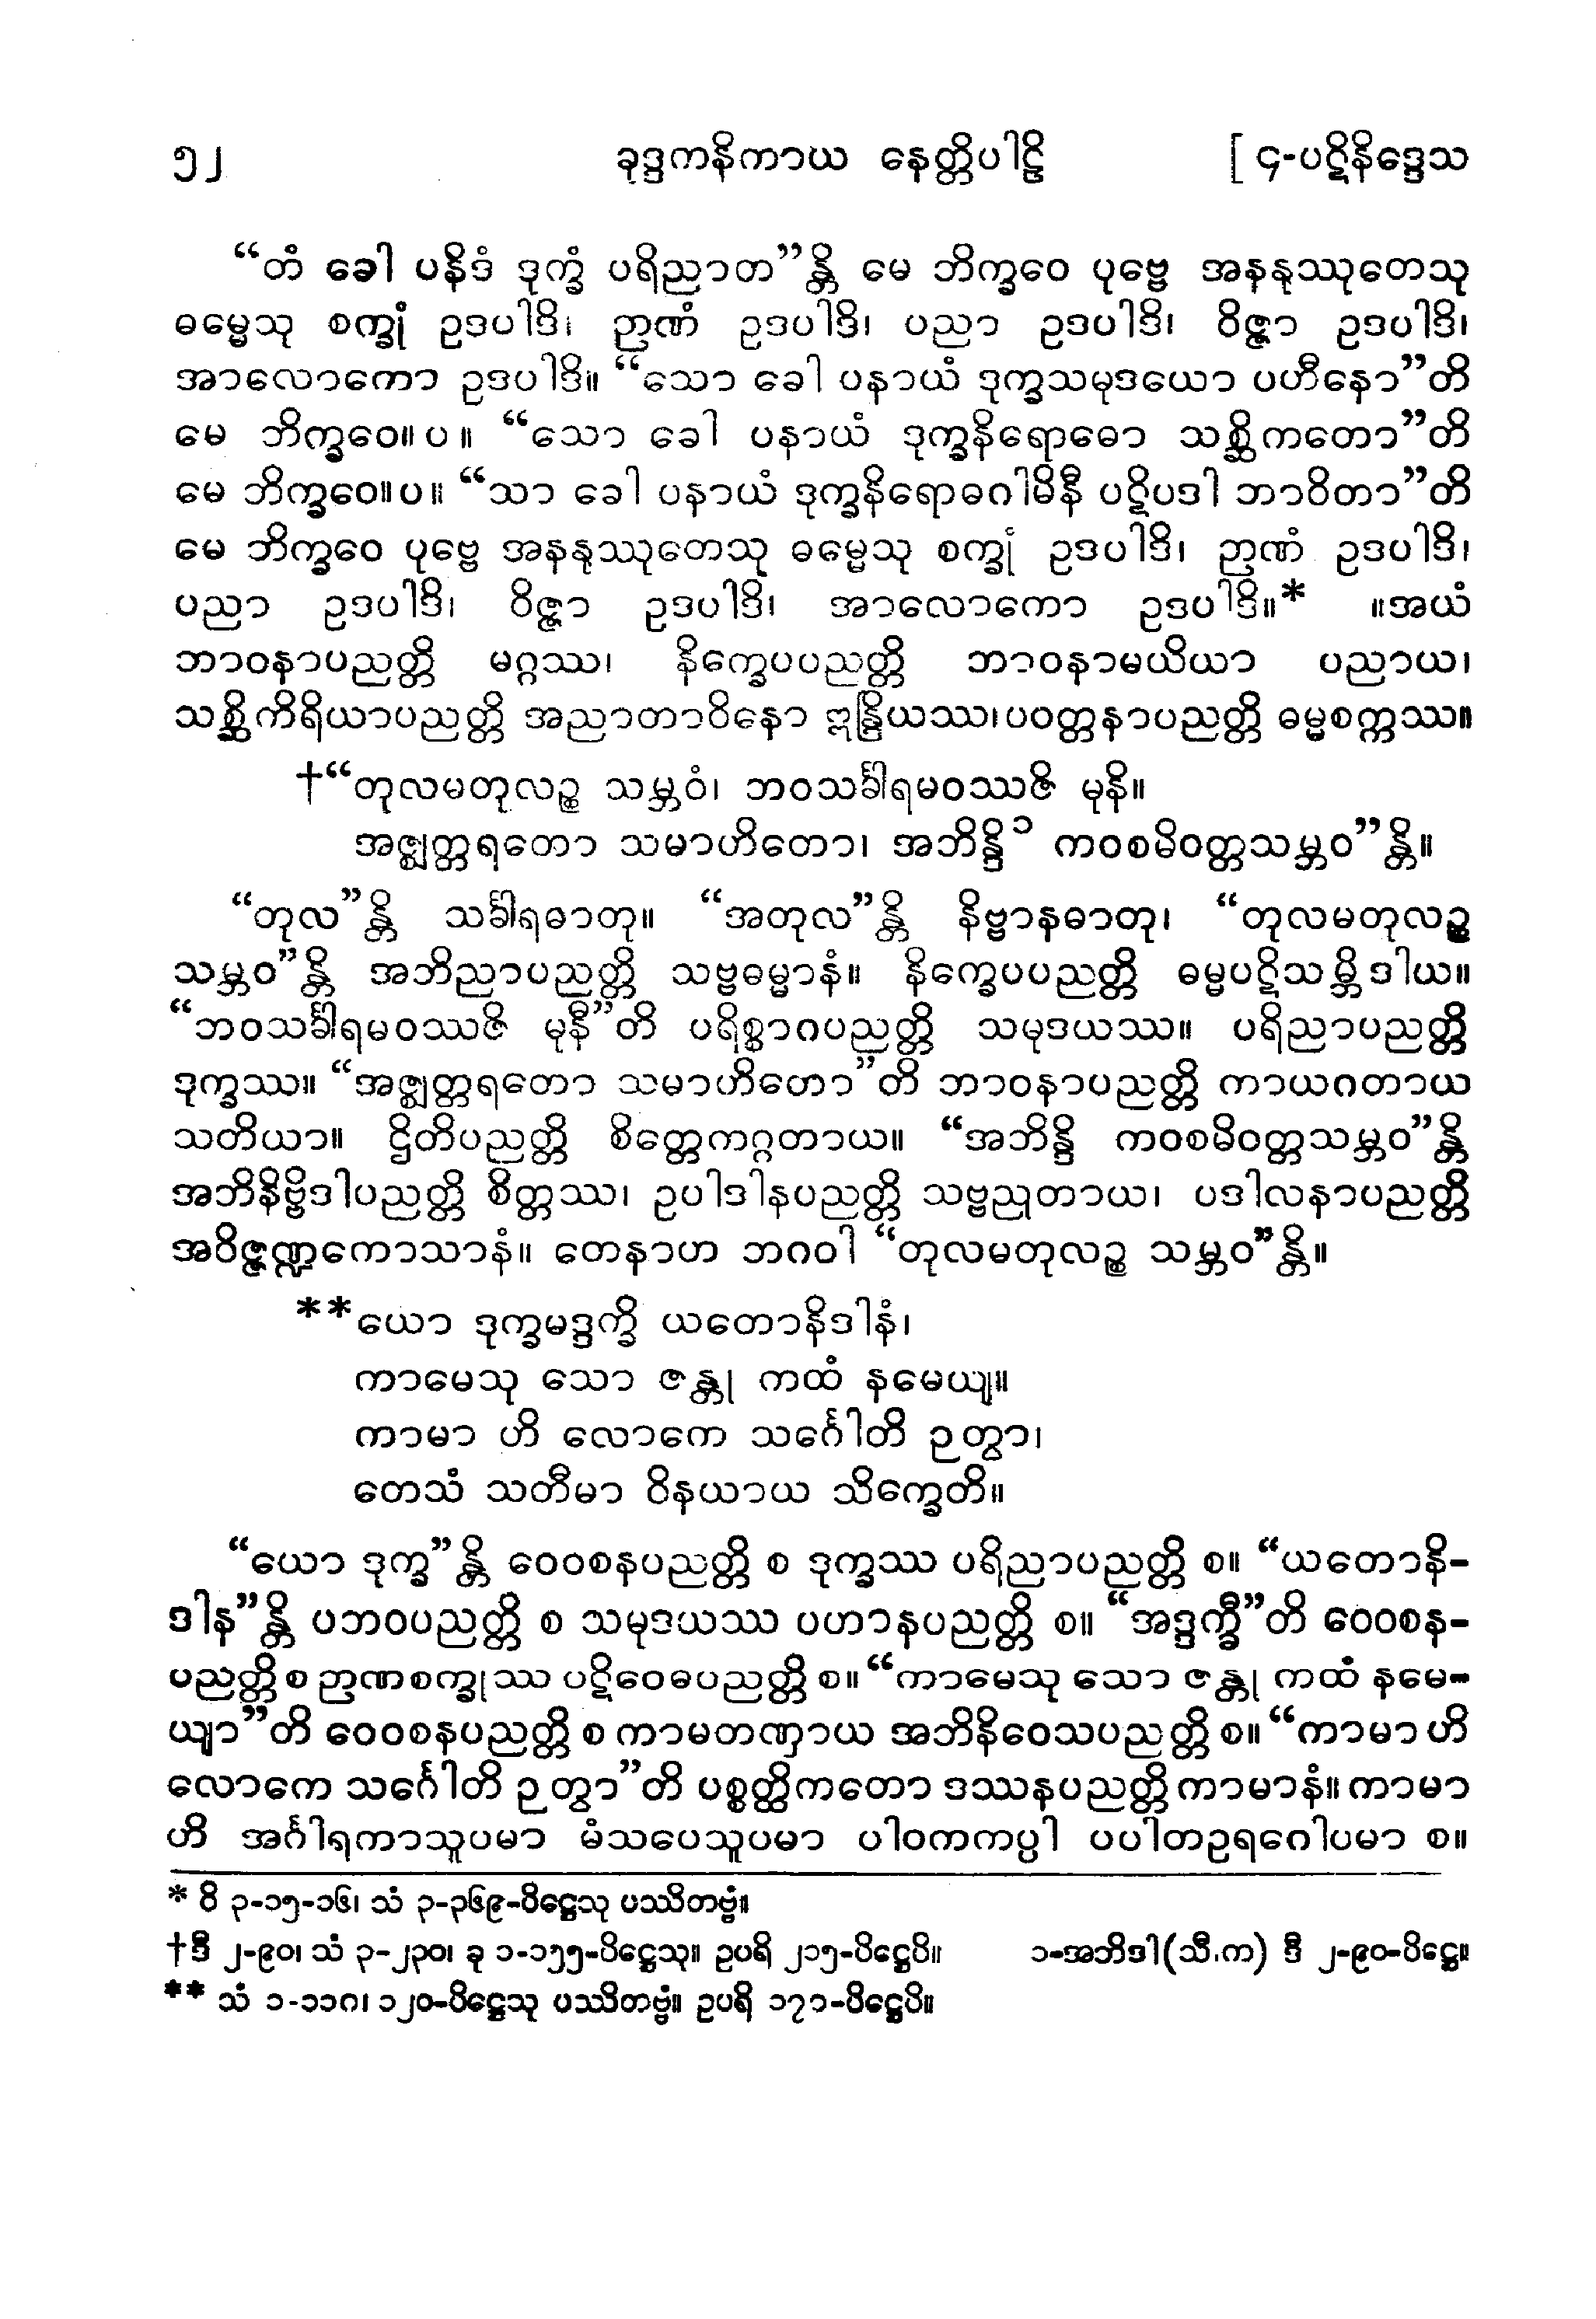 ၅၂ ခုဒ္ဒကနိကာယ နေတ္တိပါဠိ [ ၄-ပဋိနိဒ္ဒေသ
“တံ ခေါ ပနိဒံ ဒုက္ခံ ပရိညာတ”န္တိ မေ ဘိက္ခဝေ ပုဗ္ဗေ အနနုဿုတေသု
ဓမ္မေသု စက္ခုံ ဥဒပါဒိ၊ ဉာဏံ ဥဒပါဒိ၊ ပညာ ဥဒပါဒိ၊ ဝိဇ္ဇာ ဥဒပါဒိ၊
အာလောကော ဥဒပါဒိ။ “သော ခေါ ပနာယံ ဒုက္ခသမုဒယော ပဟီနော”တိ
မေ ဘိက္ခဝေ။ပ။ “သော ခေါ ပနာယံ ဒုက္ခနိရောဓော သစ္ဆိကတော”တိ
မေ ဘိက္ခဝေ။ပ။ “သာ ခေါ ပနာယံ ဒုက္ခနိရောဓဂါမိနီ ပဋိပဒါ ဘာဝိတာ”တိ
မေ ဘိက္ခဝေ ပုဗ္ဗေ အနနုဿုတေသု ဓမ္မေသု စက္ခုံ ဥဒပါဒိ၊ ဉာဏံ ဥဒပါဒိ၊
ပညာ ဥဒပါဒိ၊ ဝိဇ္ဇာ ဥဒပါဒိ၊ အာလောကော ဥဒပါဒိ။* ။အယံ
ဘာဝနာပညတ္တိ မဂ္ဂဿ၊ နိက္ခေပပညတ္တိ ဘာဝနာမယိယာ ပညာယ၊
သစ္ဆိကိရိယာပညတ္တိ အညာတာဝိနော ဣန္ဒြိယဿ၊ပဝတ္တနာပညတ္တိ ဓမ္မစက္ကဿ။
†“တုလမတုလဉ္စ သမ္ဘဝံ၊ ဘဝသင်္ခါရမဝဿဇိ မုနိ။
အဇ္ဈတ္တရတော သမာဟိတော၊ အဘိန္ဒိ၁ ကဝစမိဝတ္တသမ္ဘဝ”န္တိ။
“တုလ”န္တိ သင်္ခါရဓာတု။ “အတုလ”န္တိ နိဗ္ဗာနဓာတု၊ “တုလမတုလဉ္စ
သမ္ဘဝ”န္တိ အဘိညာပညတ္တိ သဗ္ဗဓမ္မာနံ။ နိက္ခေပပညတ္တိ ဓမ္မပဋိသမ္ဘိဒါယ။
“ဘဝသင်္ခါရမဝဿဇိ မုနီ”တိ ပရိစ္စာဂပညတ္တိ သမုဒယဿ။ ပရိညာပညတ္တိ
ဒုက္ခဿ။ “အဇ္ဈတ္တရတော သမာဟိတော”တိ ဘာဝနာပညတ္တိ ကာယဂတာယ
သတိယာ။ ဌိတိပညတ္တိ စိတ္တေကဂ္ဂတာယ။ “အဘိန္ဒိ ကဝစမိဝတ္တသမ္ဘဝ”န္တိ
အဘိနိဗ္ဗိဒါပညတ္တိ စိတ္တဿ၊ ဥပါဒါနပညတ္တိ သဗ္ဗညုတာယ၊ ပဒါလနာပညတ္တိ
အဝိဇ္ဇဏ္ဍကောသာနံ။ တေနာဟ ဘဂဝါ “တုလမတုလဉ္စ သမ္ဘဝ”န္တိ။
**ယော ဒုက္ခမဒ္ဒက္ခိ ယတောနိဒါနံ၊
ကာမေသု သော ဇန္တု ကထံ နမေယျ။
ကာမာ ဟိ လောကေ သင်္ဂေါတိ ဉတွာ၊
တေသံ သတီမာ ဝိနယာယ သိက္ခေတိ။
“ယော ဒုက္ခ”န္တိ ဝေဝစနပညတ္တိ စ ဒုက္ခဿ ပရိညာပညတ္တိ စ။ “ယတောနိ-
ဒါန”န္တိ ပဘဝပညတ္တိ စ သမုဒယဿ ပဟာနပညတ္တိ စ။ “အဒ္ဒက္ခီ”တိ ဝေဝစန-
ပညတ္တိ စ ဉာဏစက္ခုဿ ပဋိဝေဓပညတ္တိ စ။ “ကာမေသု သော ဇန္တု ကထံ နမေ-
ယျာ”တိ ဝေဝစနပညတ္တိ စ ကာမတဏှာယ အဘိနိဝေသပညတ္တိ စ။ “ကာမာ ဟိ
လောကေ သင်္ဂေါတိ ဉတွာ”တိ ပစ္စတ္ထိကတော ဒဿနပညတ္တိ ကာမာနံ။ ကာမာ
ဟိ အင်္ဂါရကာသူပမာ မံသပေသူပမာ ပါဝကကပ္ပါ ပပါတဥရဂေါပမာ စ။
* ဝိ ၃-၁၅-၁၆၊ သံ ၃-၃၆၉-ပိဋ္ဌေသု ပဿိတဗ္ဗံ။
†ဒီ ၂-၉၀၊ သံ ၃-၂၃၀၊ ခု ၁-၁၅၅-ပိဋ္ဌေသု။ ဥပရိ ၂၁၅-ပိဋ္ဌေပိ။ ၁-အဘိဒါ(သီ၊က) ဒီ ၂-၉၀-ပိဋ္ဌေ။
** သံ ၁-၁၁၈၊ ၁၂၀-ပိဋ္ဌေသု ပဿိတဗ္ဗံ။ ဥပရိ ၁၇၁-ပိဋ္ဌေပိ။